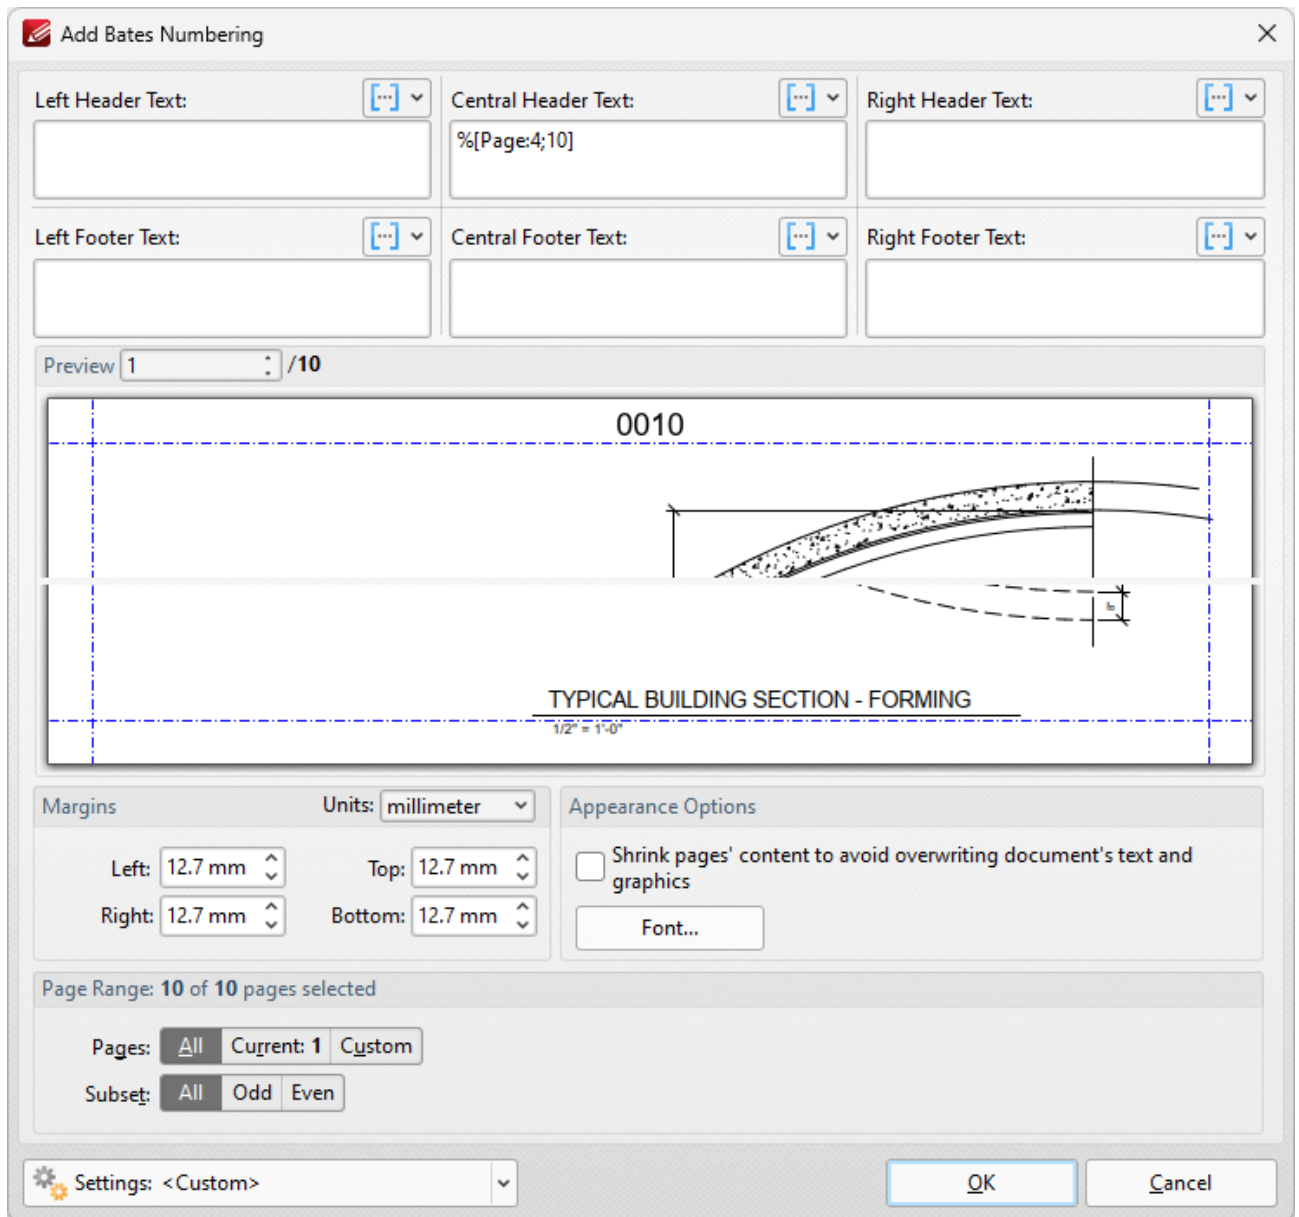 Add Bates Numbering
Left Header Text:
Central Header Text:
Right Header Text:
%[Page:4;10]
Left Footer Text:
Central Footer Text:
Right Footer Text:
Preview 1 /10
0010
TYPICAL BUILDING SECTION - FORMING
1/2" = 1'-0"
Margins
Units: millimeter
Left: 12.7 mm
Top: 12.7 mm
Right: 12.7 mm
Bottom: 12.7 mm
Appearance Options
Shrink pages' content to avoid overwriting document's text and
graphics
Font...
Page Range: 10 of 10 pages selected
Pages: All Current: 1 Custom
Subset: All Odd Even
Settings: <Custom>
OK
Cancel